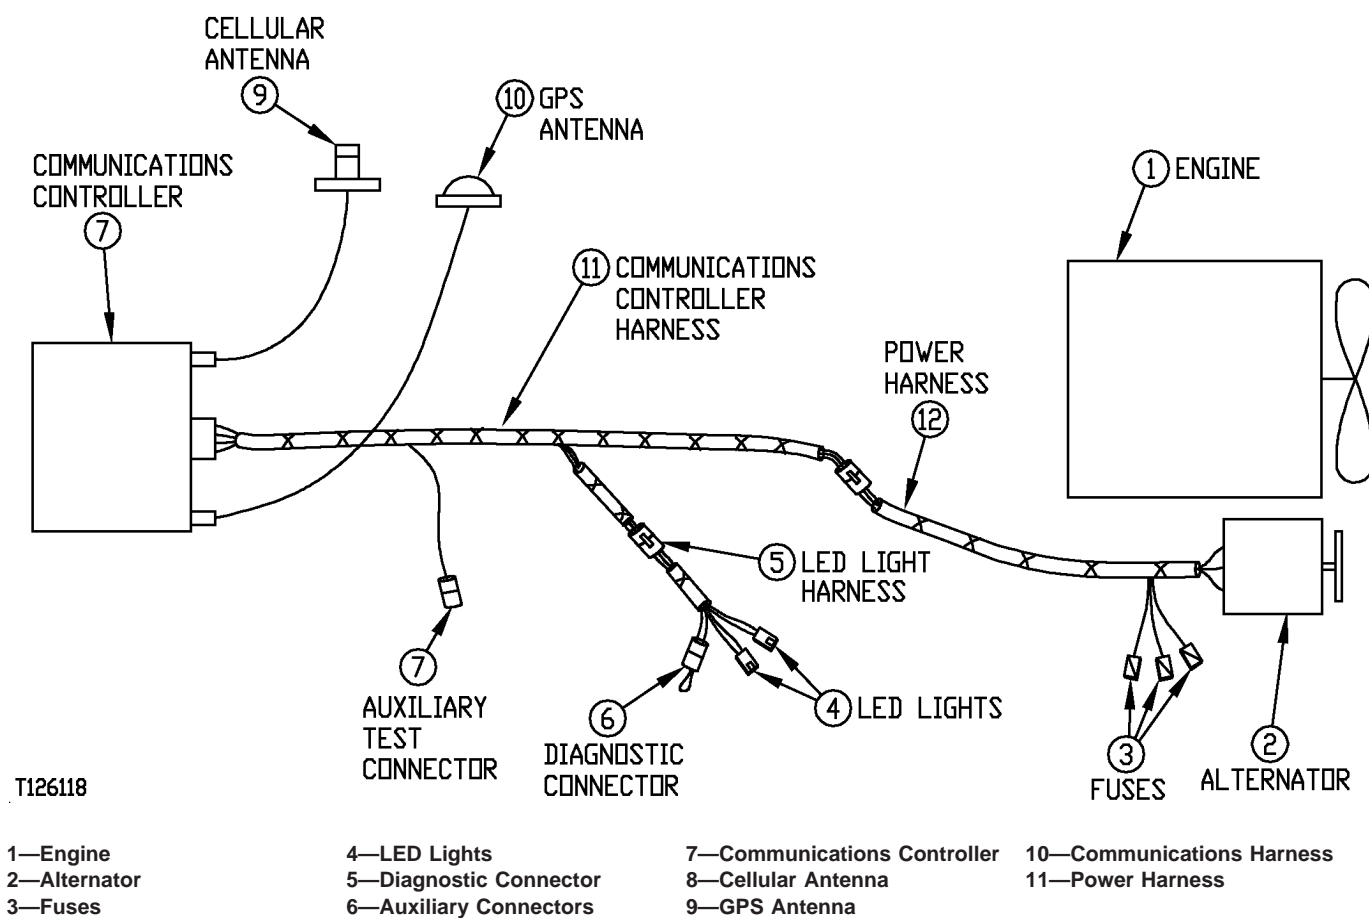 CELLULAR
ANTENNA
9
10 GPS
ANTENNA
COMMUNICATIONS
CONTROLLER
7
1 ENGINE
11 COMMUNICATIONS
CONTROLLER
HARNESS
POWER
HARNESS
12
5 LED LIGHT
HARNESS
7
AUXILIARY
TEST
CONNECTOR
6
DIAGNOSTIC
CONNECTOR
4 LED LIGHTS
3
FUSES
2
ALTERNATOR
T126118
1—Engine
2—Alternator
3—Fuses
4—LED Lights
5—Diagnostic Connector
6—Auxiliary Connectors
7—Communications Controller
8—Cellular Antenna
9—GPS Antenna
10—Communications Harness
11—Power Harness